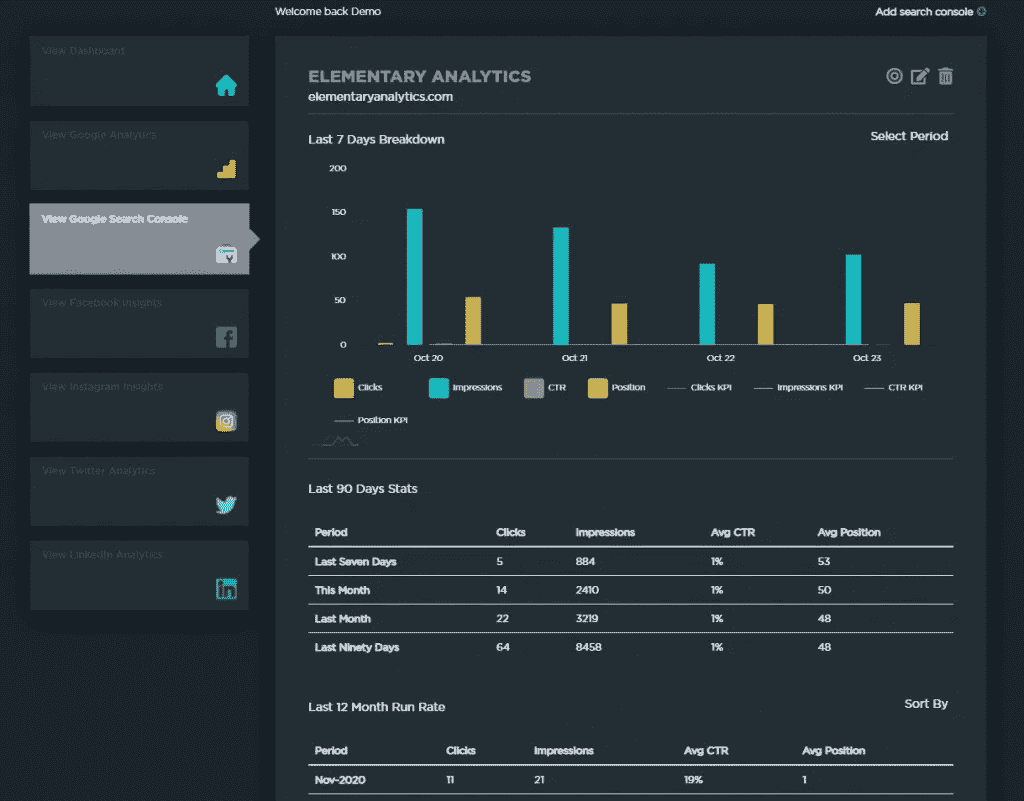 Welcome back Demo
Add search console
View Dashboard
View Google Analytics
View Google Search Console
View Facebook Insights
View Instagram Insights
View Twitter Analytics
View LinkedIn Analytics
ELEMENTARY ANALYTICS
elementaryanalytics.com
Last 7 Days Breakdown
Select Period
200
150
100
50
0
Oct 20 Oct 21 Oct 22 Oct 23
Clicks Impressions CTR Position Clicks KPI Impressions KPI CTR KPI
Position KPI
Last 90 Days Stats
Period Clicks Impressions Avg CTR Avg Position
Last Seven Days 5 884 1% 53
This Month 14 2410 1% 50
Last Month 22 3219 1% 48
Last Ninety Days 64 8458 1% 48
Last 12 Month Run Rate
Sort By
Period Clicks Impressions Avg CTR Avg Position
Nov-2020 11 21 19% 1